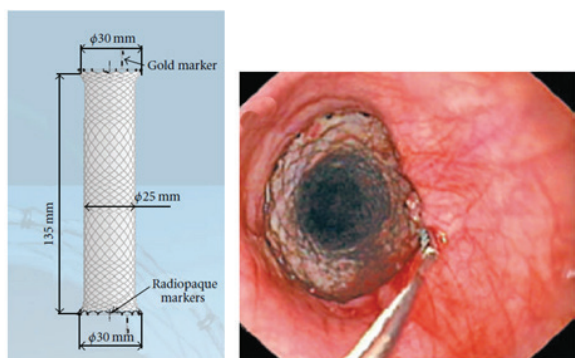 ϕ30 mm
Gold marker
ϕ25 mm
135 mm
Radiopaque
markers
ϕ30 mm